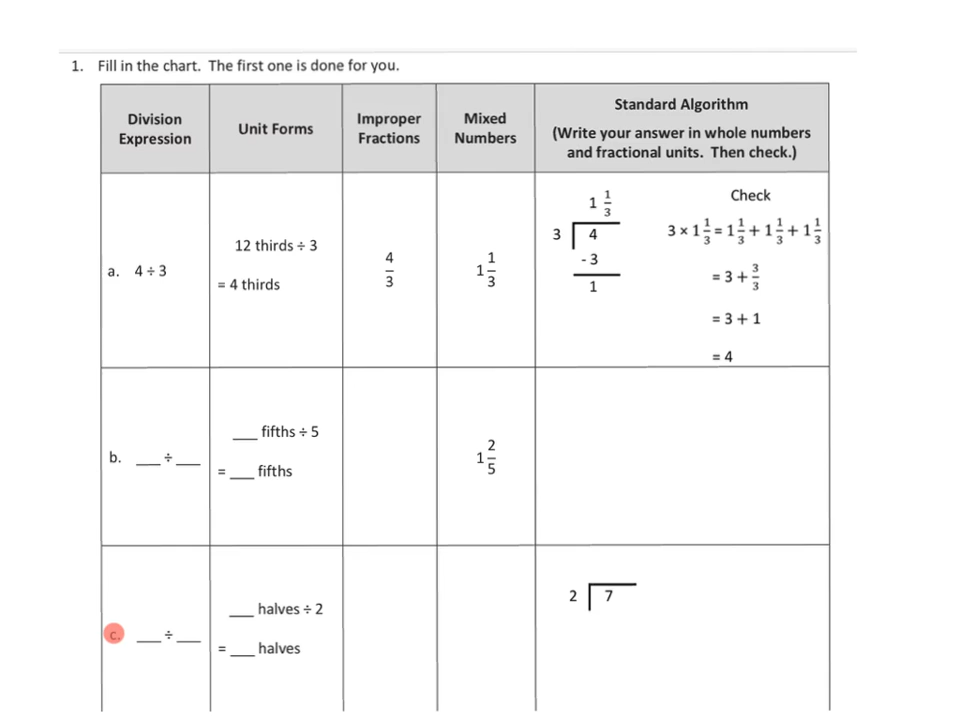 1. Fill in the chart. The first one is done for you.
Division Expression
Unit Forms
Improper Fractions
Mixed Numbers
Standard Algorithm
(Write your answer in whole numbers
and fractional units. Then check.)
a. 4 ÷ 3
12 thirds ÷ 3
= 4 thirds
4/3
1 1/3
1 1/3
3 4
- 3
1
Check
3 × 1 1/3 = 1 1/3 + 1 1/3 + 1 1/3
= 3 + 3/3
= 3 + 1
= 4
b. ___ ÷ ___
___ fifths ÷ 5
= ___ fifths
1 2/5
c. ___ ÷ ___
___ halves ÷ 2
= ___ halves
2 7